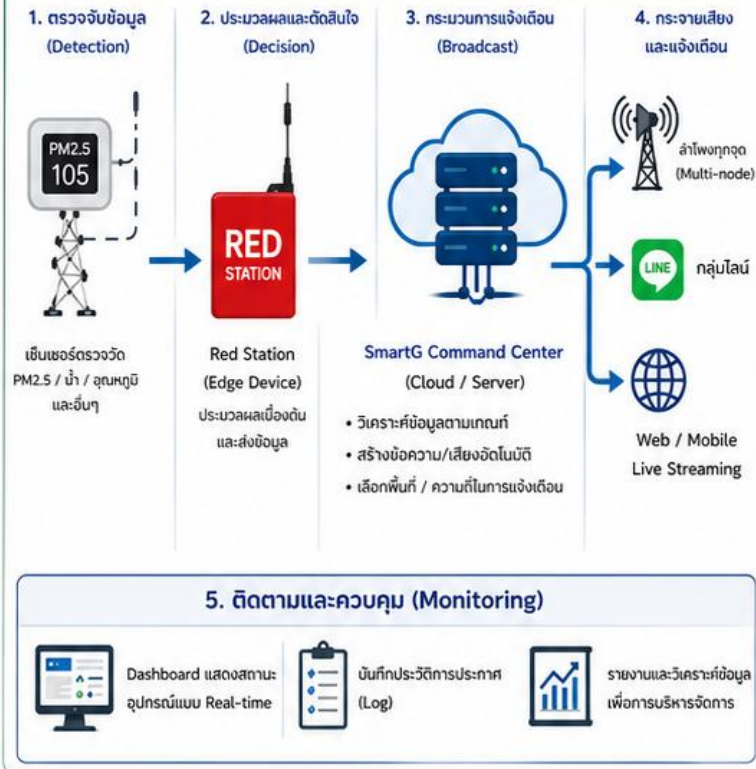 1. ตรวจจับข้อมูล
(Detection)
PM2.5
105
เซ็นเซอร์ตรวจวัด
PM2.5 / น้ำ / อุณหภูมิ
และอื่นๆ
2. ประมวลผลและตัดสินใจ
(Decision)
RED
STATION
Red Station
(Edge Device)
ประมวลผลเบื้องต้น
และส่งข้อมูล
3. กระบวนการแจ้งเตือน
(Broadcast)
SmartG Command Center
(Cloud / Server)
• วิเคราะห์ข้อมูลตามเกณฑ์
• สร้างข้อความ/เสียงอัตโนมัติ
• เลือกพื้นที่ / ความถี่ในการแจ้งเตือน
4. กระจายเสียง
และแจ้งเตือน
ลำโพงทุกจุด
(Multi-node)
LINE
กลุ่มไลน์
Web / Mobile
Live Streaming
5. ติดตามและควบคุม (Monitoring)
Dashboard แสดงสถานะ
อุปกรณ์แบบ Real-time
บันทึกประวัติการประกาศ
(Log)
รายงานและวิเคราะห์ข้อมูล
เพื่อการบริหารจัดการ